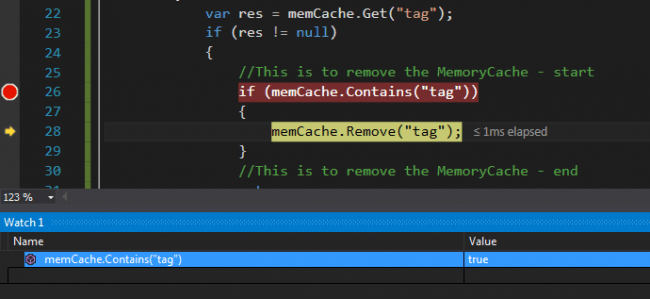 22 var res = memCache.Get("tag");
23 if (res != null)
24 {
25 //This is to remove the MemoryCache - start
26 if (memCache.Contains("tag"))
27 {
28 memCache.Remove("tag"); ≤ 1ms elapsed
29 }
30 //This is to remove the MemoryCache - end
123 %
Watch 1
Name Value
memCache.Contains("tag") true